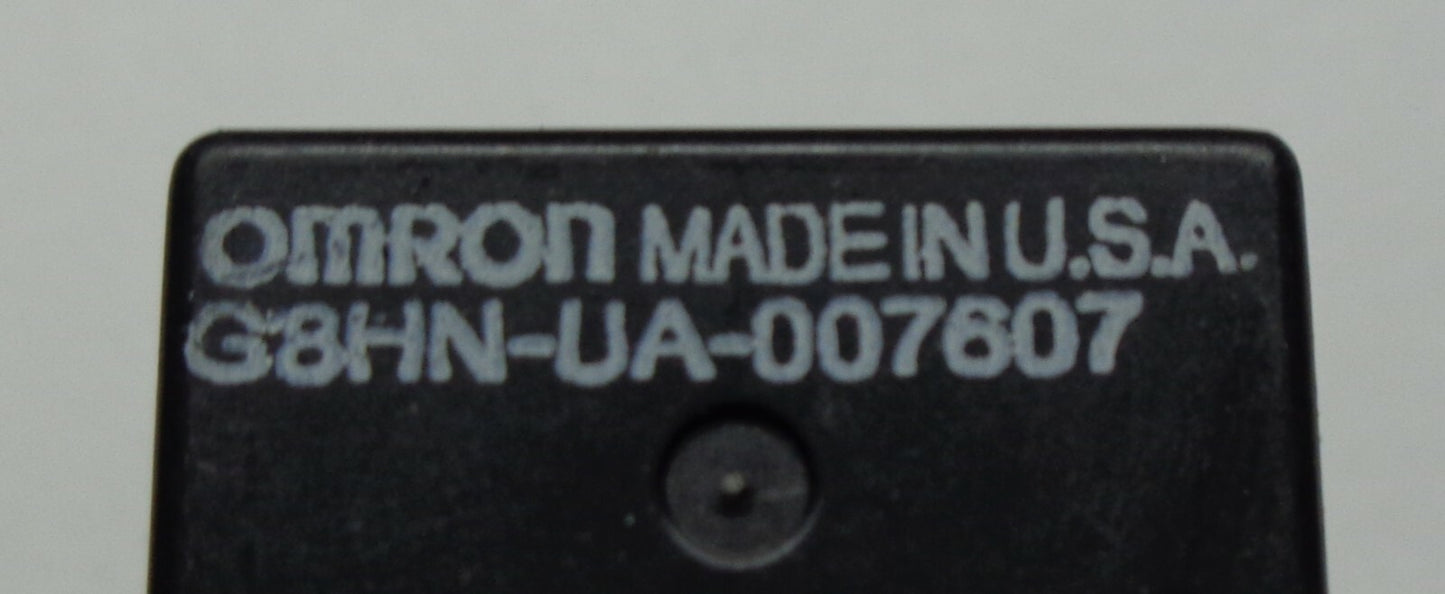 OMRON MADE IN U.S.A.
G8HN-UA-007607